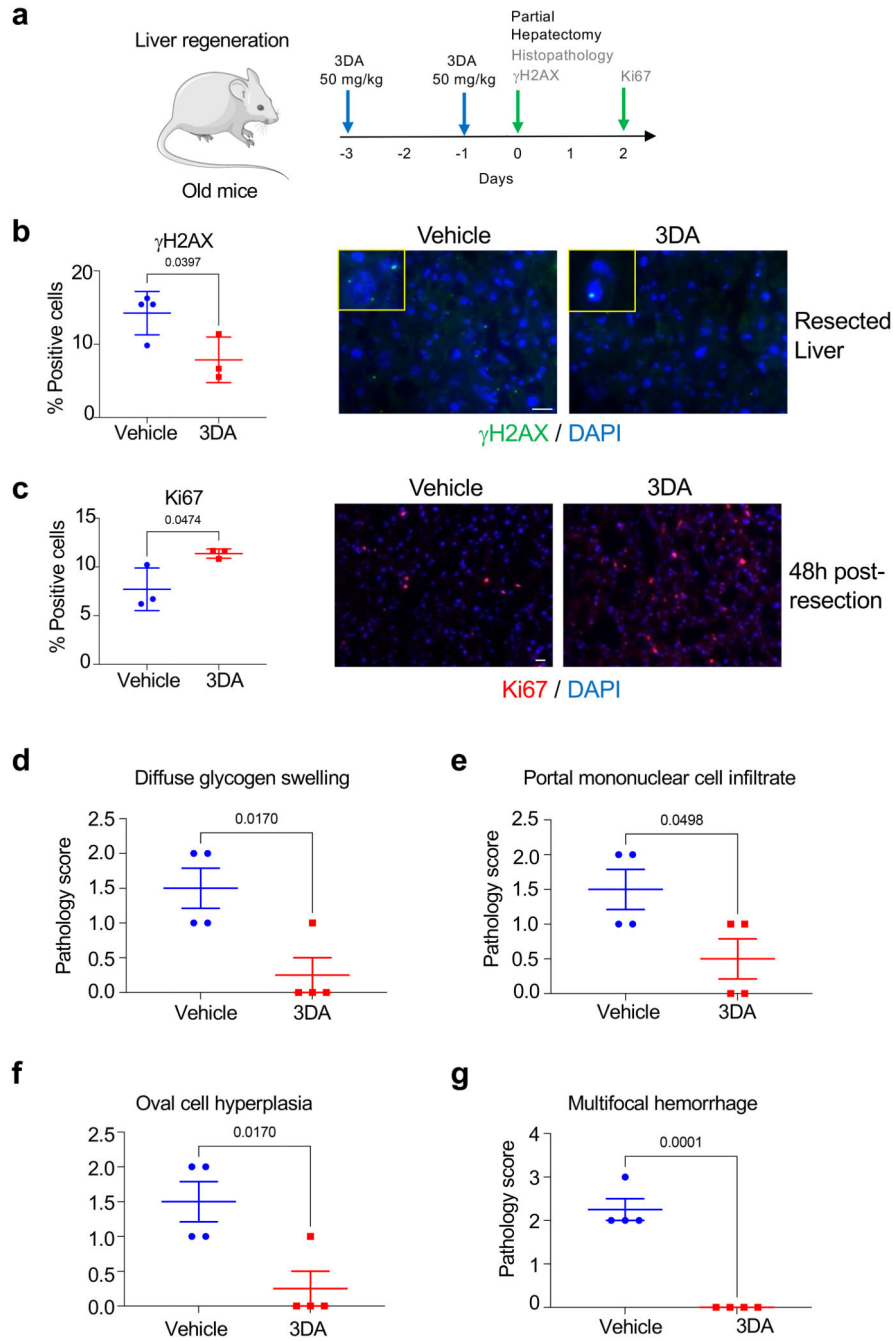 a
Liver regeneration
Old mice
3DA
50 mg/kg
3DA
50 mg/kg
Partial
Hepatectomy
Histopathology
γH2AX
Ki67
-3 -2 -1 0 1 2
Days
b
γH2AX
0.0397
% Positive cells
20
10
0
Vehicle 3DA
Vehicle 3DA
Resected
Liver
γH2AX / DAPI
c
Ki67
0.0474
% Positive cells
15
10
5
0
Vehicle 3DA
Vehicle 3DA
48h post-
resection
Ki67 / DAPI
d
Diffuse glycogen swelling
0.0170
Pathology score
2.5
2.0
1.5
1.0
0.5
0.0
Vehicle 3DA
e
Portal mononuclear cell infiltrate
0.0498
Pathology score
2.5
2.0
1.5
1.0
0.5
0.0
Vehicle 3DA
f
Oval cell hyperplasia
0.0170
Pathology score
2.5
2.0
1.5
1.0
0.5
0.0
Vehicle 3DA
g
Multifocal hemorrhage
0.0001
Pathology score
4
3
2
2
1
0
Vehicle 3DA